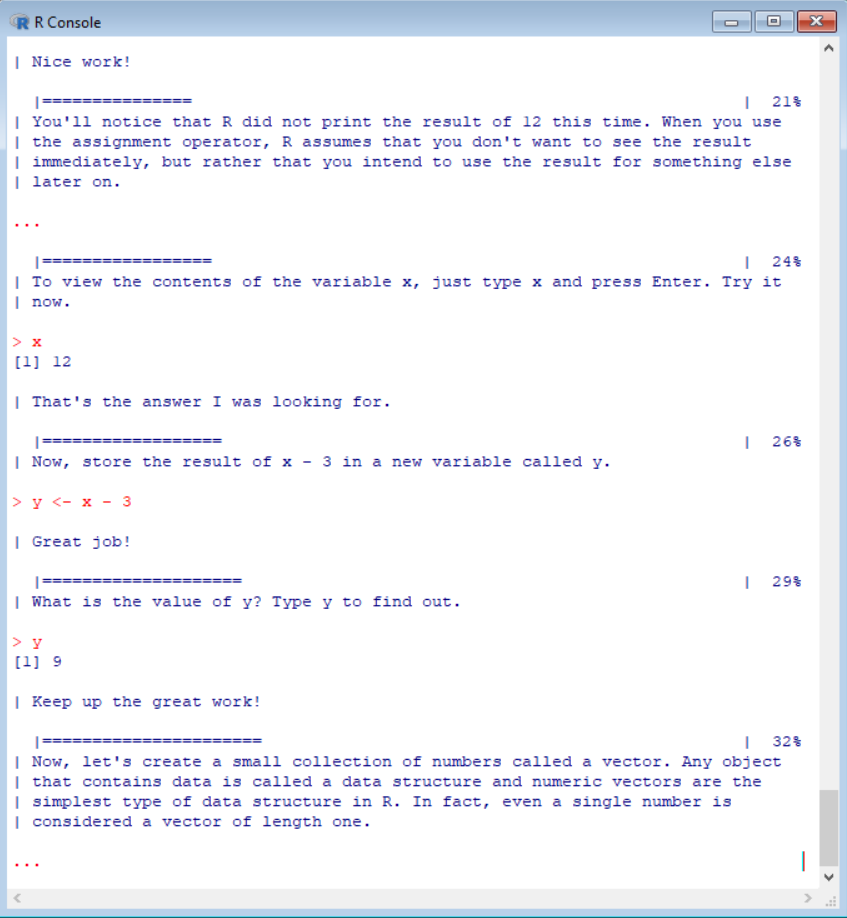 R Console
| Nice work!
|=============== | 21%
| You'll notice that R did not print the result of 12 this time. When you use
| the assignment operator, R assumes that you don't want to see the result
| immediately, but rather that you intend to use the result for something else
| later on.
...
|================= | 24%
| To view the contents of the variable x, just type x and press Enter. Try it
| now.
> x
[1] 12
| That's the answer I was looking for.
|================== | 26%
| Now, store the result of x - 3 in a new variable called y.
> y <- x - 3
| Great job!
|==================== | 29%
| What is the value of y? Type y to find out.
> y
[1] 9
| Keep up the great work!
|====================== | 32%
| Now, let's create a small collection of numbers called a vector. Any object
| that contains data is called a data structure and numeric vectors are the
| simplest type of data structure in R. In fact, even a single number is
| considered a vector of length one.
...